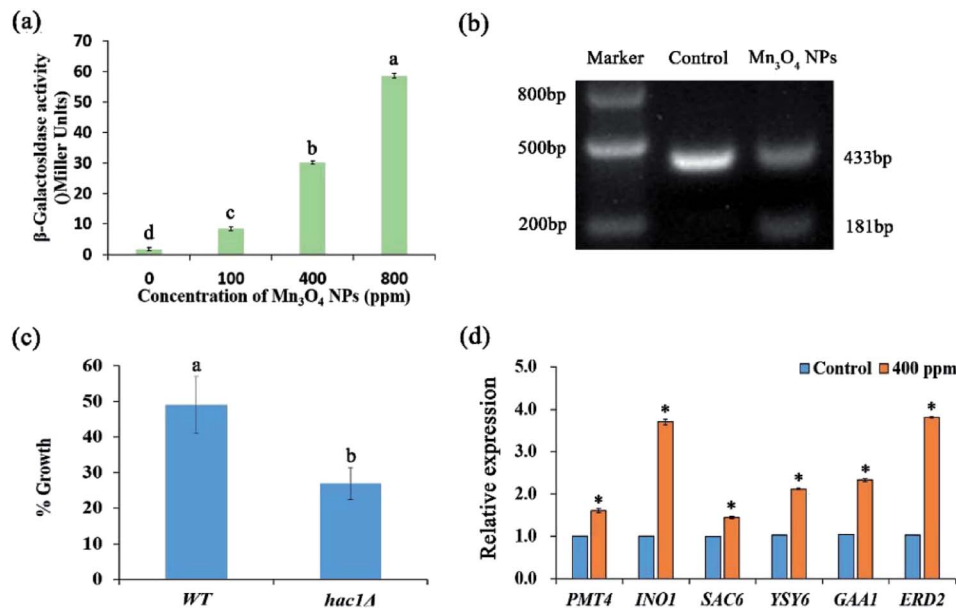 (a)
β-Galactosidase activity
()Miller Units)
70
60
50
40
30
20
10
0
d
c
b
a
0 100 400 800
Concentration of Mn₃O₄ NPs (ppm)
(b)
Marker Control Mn₃O₄ NPs
800bp
500bp
200bp
433bp
181bp
(c)
% Growth
60
50
40
30
20
10
0
a
b
WT hac1Δ
(d)
Relative expression
5.0
4.0
3.0
2.0
1.0
0.0
Control 400 ppm
* * * * * *
PMT4 INO1 SAC6 YSY6 GAA1 ERD2